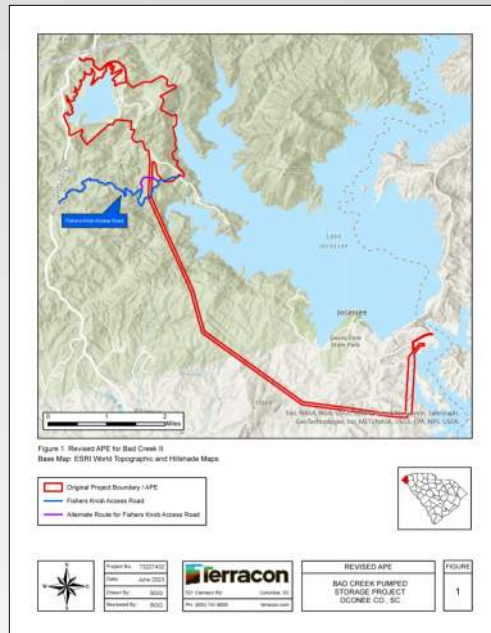 Fishers Knob Access Road
Lake
Jocassee
Jocassee
State Park
0 1 2
Miles
Figure 1. Revised APE for Bad Creek II.
Base Map: ESRI World Topographic and Hillshade Maps.
Original Project Boundary / APE
Fishers Knob Access Road
Alternate Route for Fishers Knob Access Road
Project No.
Date: June 2023
Drawn By: BGG
Reviewed By: BGG
Terracon
Columbia, SC
terracon.com
REVISED APE
BAD CREEK PUMPED
STORAGE PROJECT
OCONEE CO., SC
FIGURE
1